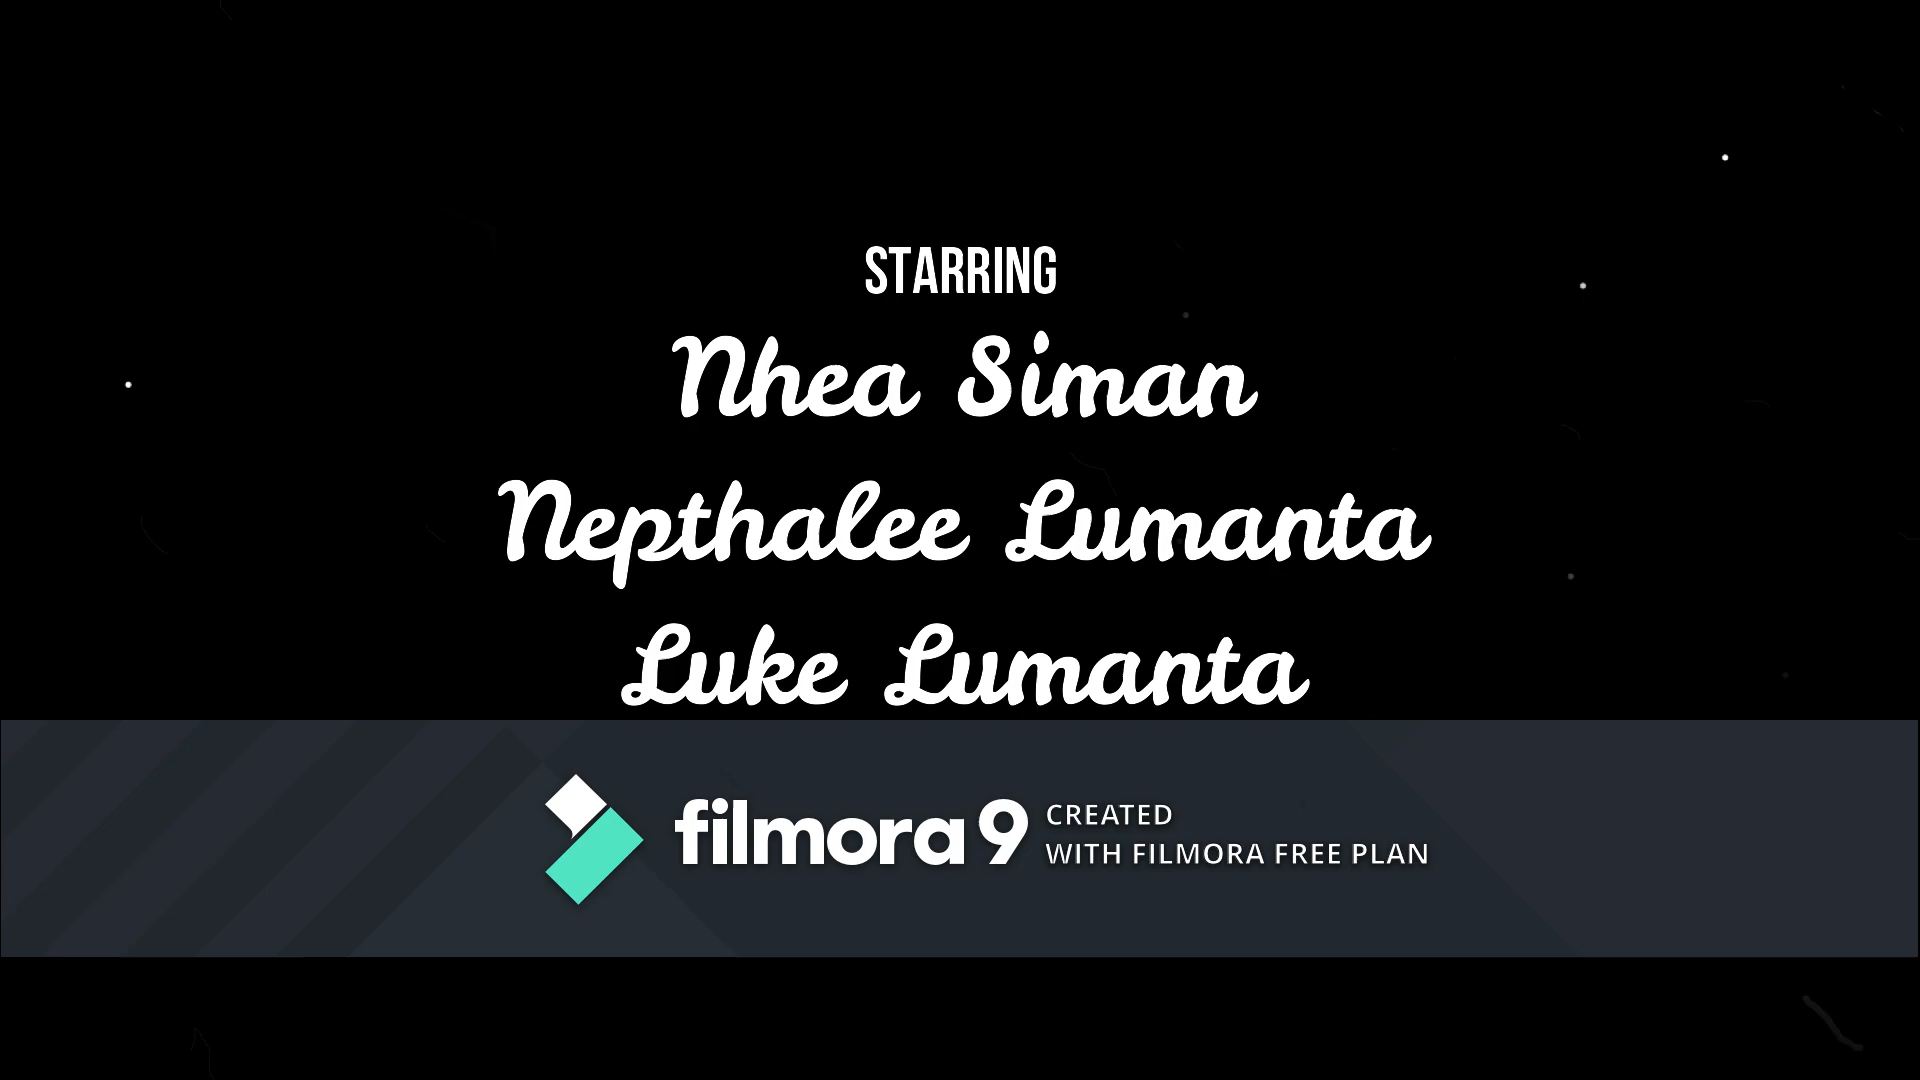 STARRING
Nhea Siman
Nepthalee Lumanta
Luke Lumanta
filmora 9
CREATED
WITH FILMORA FREE PLAN